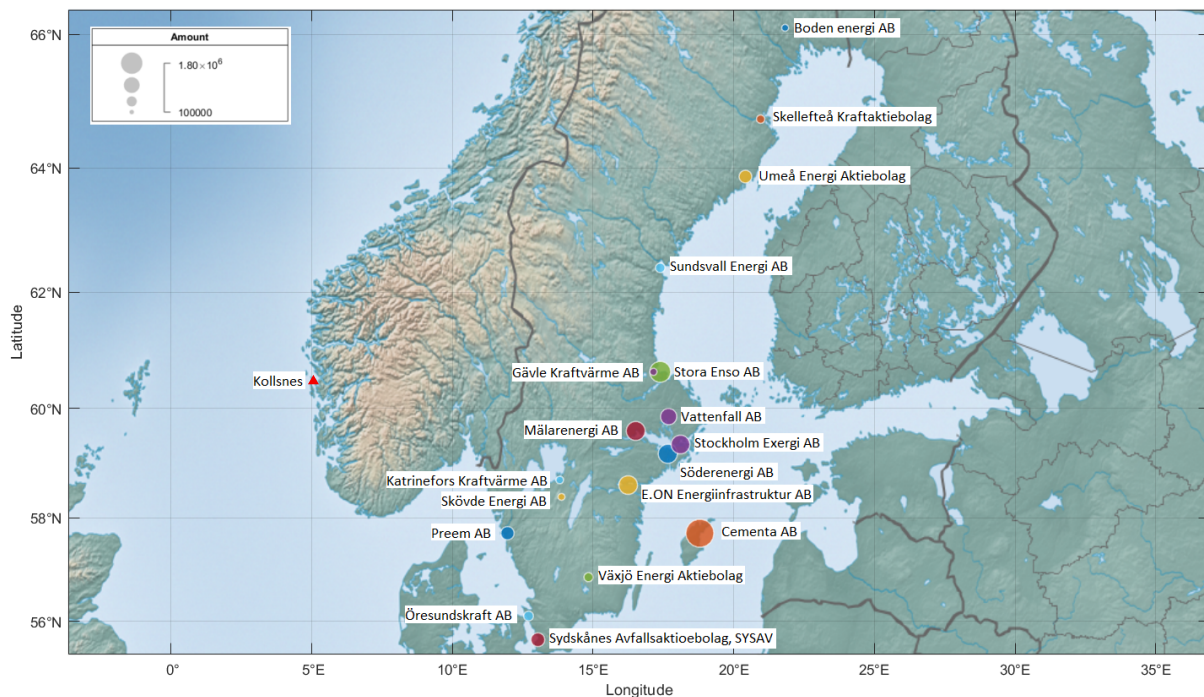 66°N
Boden energi AB
Amount
1.80×10⁶
100000
Skellefteå Kraftaktiebolag
64°N
Umeå Energi Aktiebolag
Sundsvall Energi AB
62°N
Latitude
Kollsnes
Gävle Kraftvärme AB
Stora Enso AB
60°N
Vattenfall AB
Mälarenergi AB
Stockholm Exergi AB
Söderenergi AB
Katrinefors Kraftvärme AB
Skövde Energi AB
E.ON Energiinfrastruktur AB
58°N
Preem AB
Cementa AB
Växjö Energi Aktiebolag
Öresundskraft AB
56°N
Sydskånes Avfallsaktioebolag, SYSAV
0°
5°E
10°E
15°E
20°E
25°E
30°E
35°E
Longitude